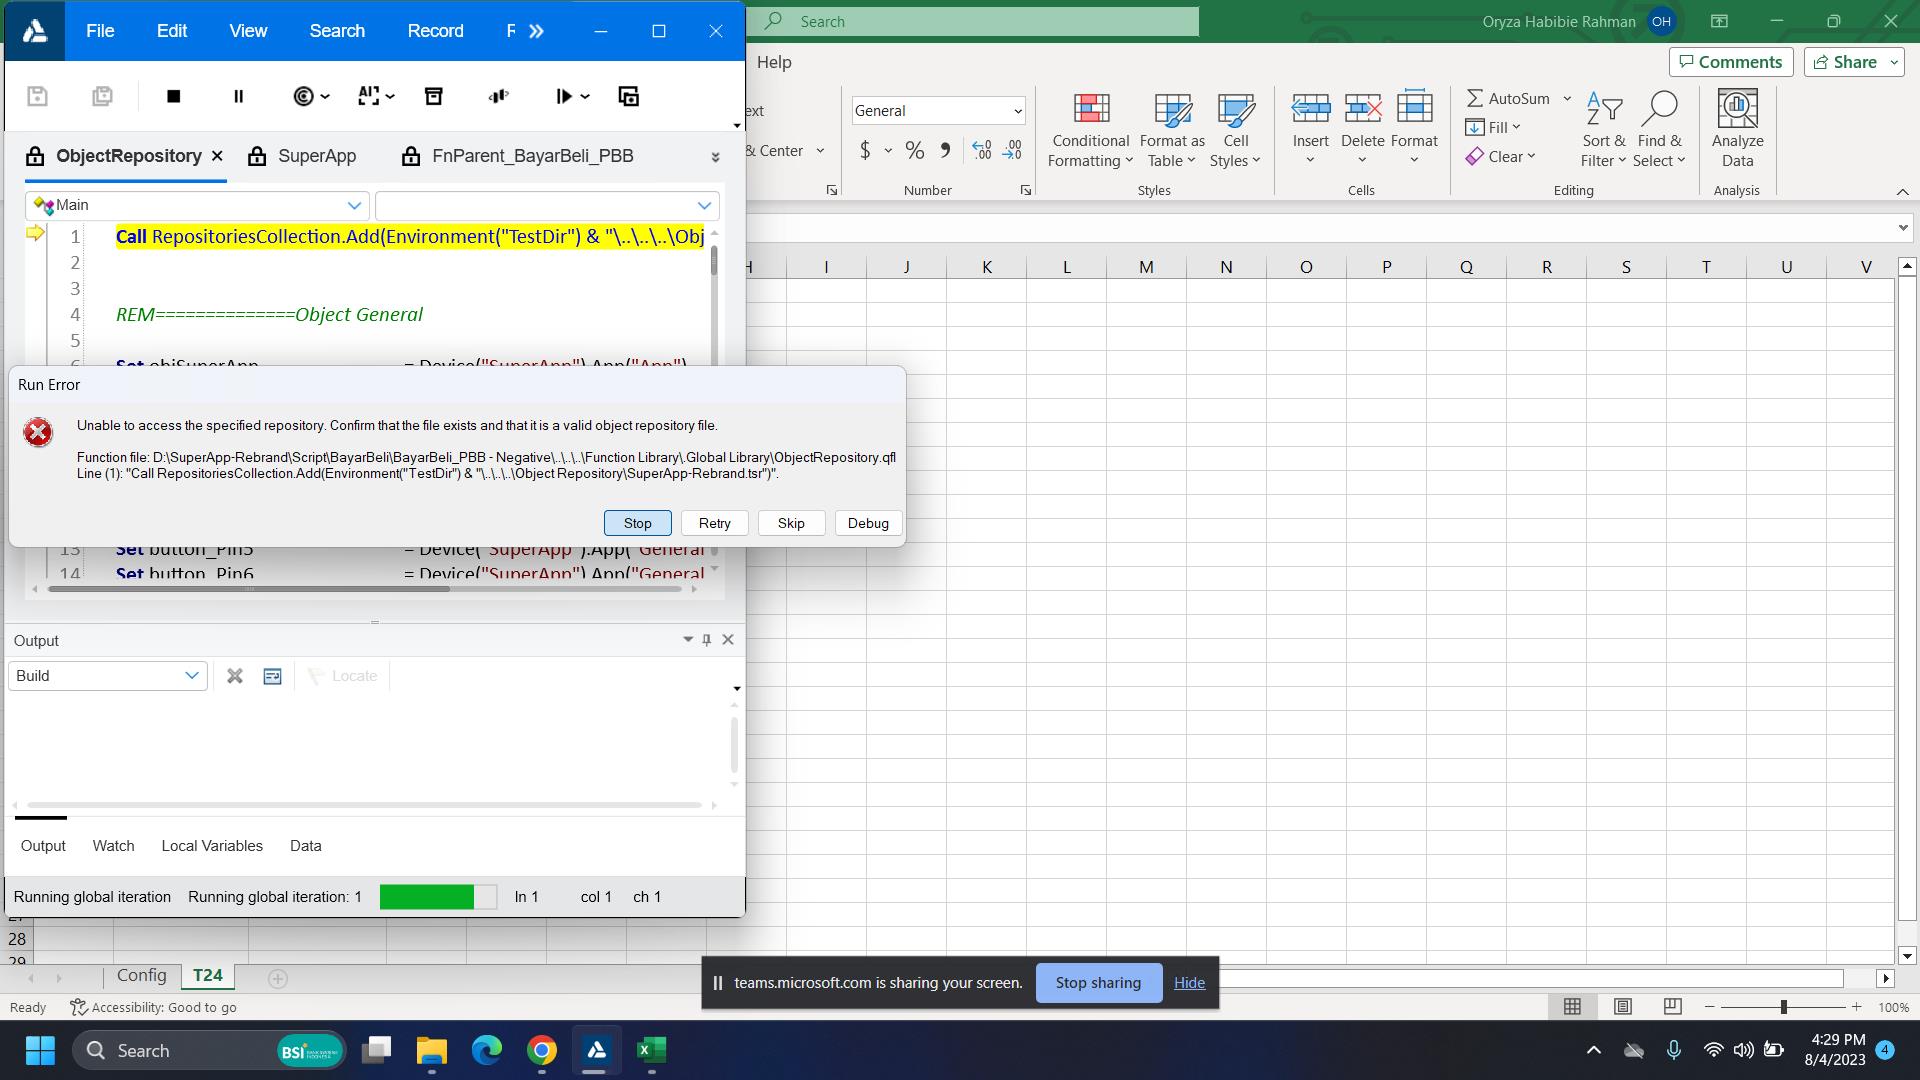 File Edit View Search Record
Search
Oryza Habibie Rahman OH
Help
Comments
Share
General
Center
AutoSum
Fill
Clear
Conditional Formatting
Format as Table
Cell Styles
Insert
Delete
Format
Sort & Filter
Find & Select
Analyze Data
Number
Styles
Cells
Editing
Analysis
ObjectRepository SuperApp FnParent_BayarBeli_PBB
Main
1 Call RepositoriesCollection.Add(Environment("TestDir") & "\..\..\..\Obj
2
3
4 REM==============Object General
5
H I J K L M N O P Q R S T U V
Run Error
Unable to access the specified repository. Confirm that the file exists and that it is a valid object repository file.
Function file: D:\SuperApp-Rebrand\Script\BayarBeli\BayarBeli_PBB - Negative\..\..\..\Function Library\.Global Library\ObjectRepository.qfl
Line (1): "Call RepositoriesCollection.Add(Environment("TestDir") & "\..\..\..\Object Repository\SuperApp-Rebrand.tsr")".
Stop Retry Skip Debug
13 Set button_Pin5 = Device("SuperApp").App("General
14 Set button_Pin6 = Device("SuperApp").App("General
Output
Build
Locate
Output Watch Local Variables Data
Running global iteration Running global iteration: 1 ln 1 col 1 ch 1
28
29
Config T24
teams.microsoft.com is sharing your screen. Stop sharing Hide
Ready Accessibility: Good to go
100%
Search
BSI
4:29 PM
8/4/2023
4